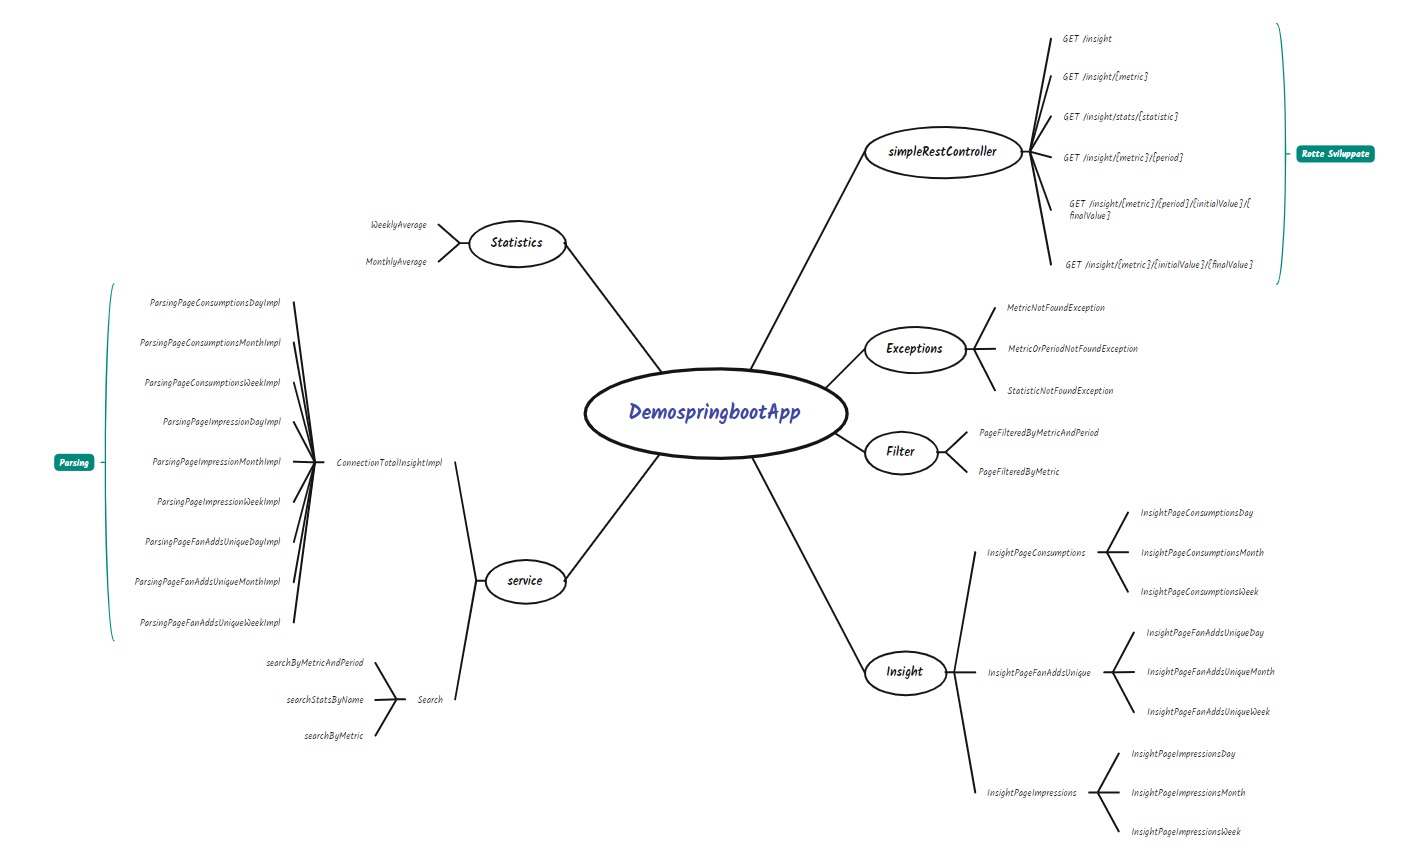 DemospringbootApp
simpleRestController
GET /insight
GET /insight/{metric}
GET /insight/stats/{statistic}
GET /insight/{metric}/{period}
GET /insight/{metric}/{period}/{initialValue}/{
finalValue}
GET /insight/{metric}/{initialValue}/{finalValue}
Rotte Sviluppate
Exceptions
MetricNotFoundException
MetricOrPeriodNotFoundException
StatisticNotFoundException
Filter
PageFilteredByMetricAndPeriod
PageFilteredByMetric
Insight
InsightPageConsumptions
InsightPageConsumptionsDay
InsightPageConsumptionsMonth
InsightPageConsumptionsWeek
InsightPageFanAddsUnique
InsightPageFanAddsUniqueDay
InsightPageFanAddsUniqueMonth
InsightPageFanAddsUniqueWeek
InsightPageImpressions
InsightPageImpressionsDay
InsightPageImpressionsMonth
InsightPageImpressionsWeek
Statistics
WeeklyAverage
MonthlyAverage
service
ConnectionTotalInsightImpl
ParsingPageConsumptionsDayImpl
ParsingPageConsumptionsMonthImpl
ParsingPageConsumptionsWeekImpl
ParsingPageImpressionDayImpl
ParsingPageImpressionMonthImpl
ParsingPageImpressionWeekImpl
ParsingPageFanAddsUniqueDayImpl
ParsingPageFanAddsUniqueMonthImpl
ParsingPageFanAddsUniqueWeekImpl
Parsing
Search
searchByMetricAndPeriod
searchStatsByName
searchByMetric